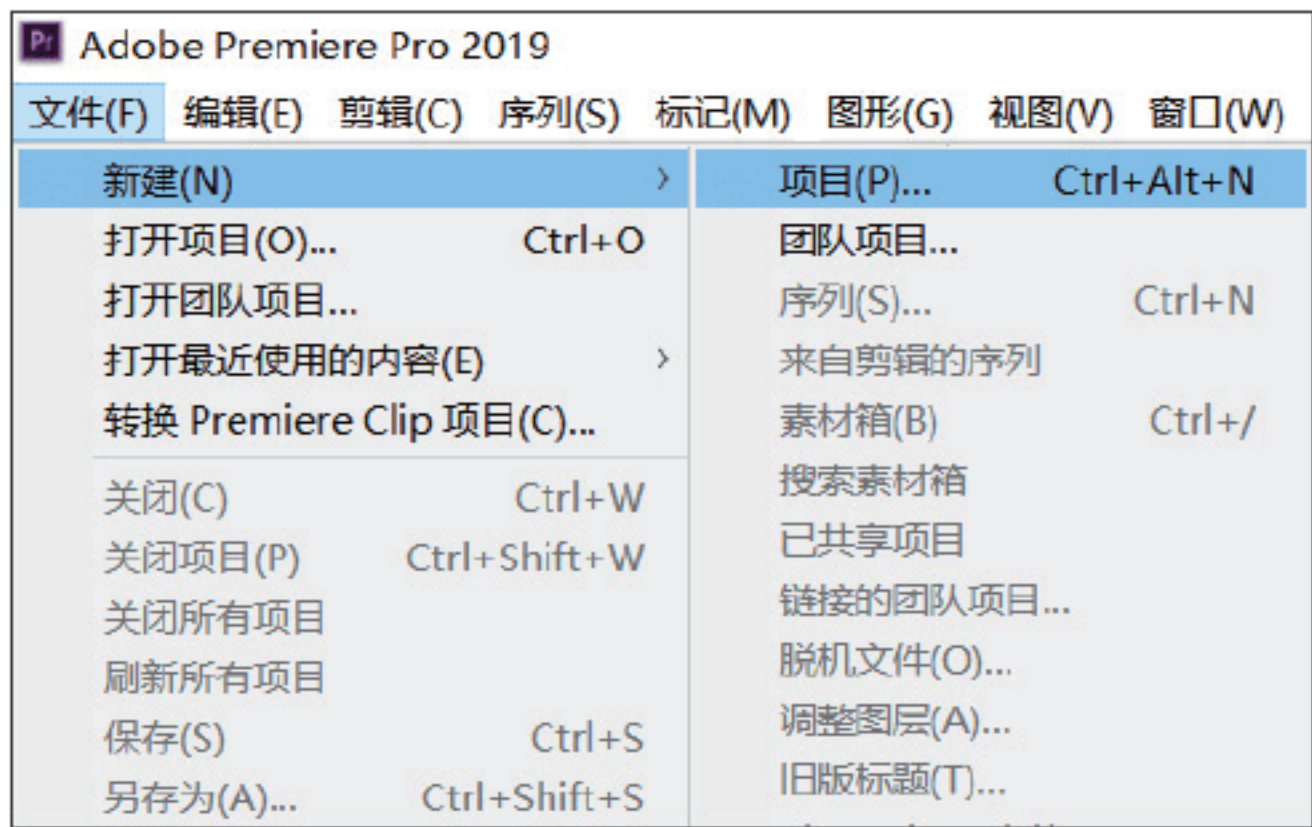 Pr Adobe Premiere Pro 2019
文件(F) 编辑(E) 剪辑(C) 序列(S) 标记(M) 图形(G) 视图(V) 窗口(W)
新建(N) >
打开项目(O)... Ctrl+O
打开团队项目...
打开最近使用的内容(E) >
转换 Premiere Clip 项目(C)...
关闭(C) Ctrl+W
关闭项目(P) Ctrl+Shift+W
关闭所有项目
刷新所有项目
保存(S) Ctrl+S
另存为(A)... Ctrl+Shift+S
项目(P)... Ctrl+Alt+N
团队项目...
序列(S)... Ctrl+N
来自剪辑的序列
素材箱(B) Ctrl+/
搜索素材箱
已共享项目
链接的团队项目...
脱机文件(O)...
调整图层(A)...
旧版标题(T)...